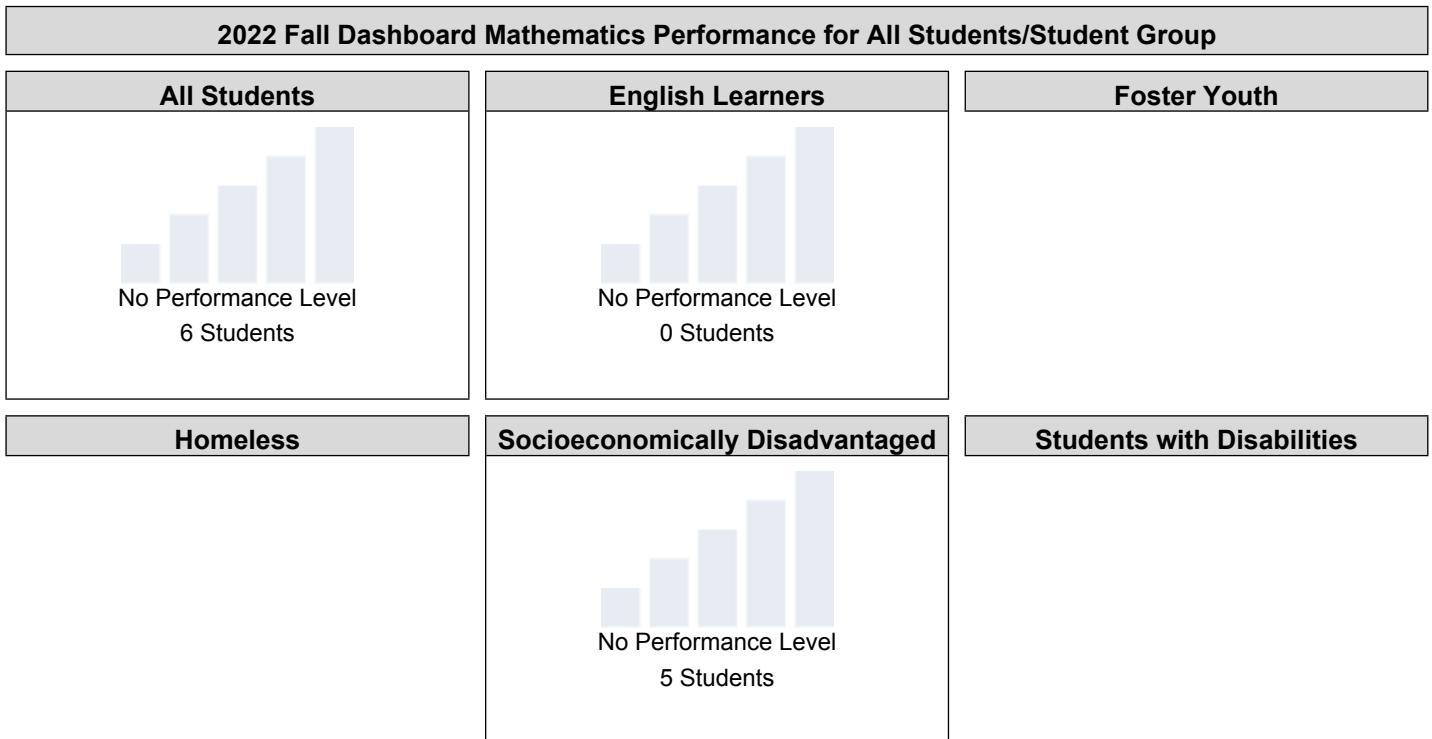 2022 Fall Dashboard Mathematics Performance for All Students/Student Group
All Students
No Performance Level
6 Students
English Learners
No Performance Level
0 Students
Foster Youth
Homeless
Socioeconomically Disadvantaged
No Performance Level
5 Students
Students with Disabilities